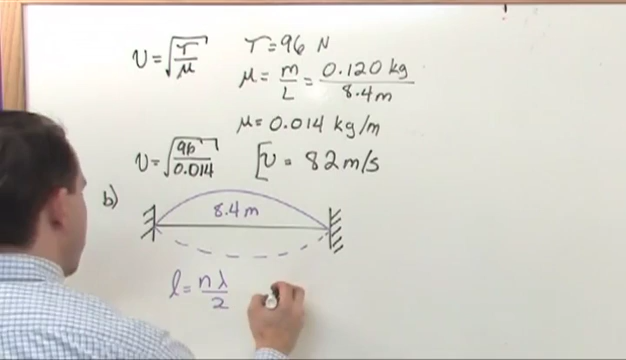 υ = √(T/μ)    T = 96 N
μ = m/L = 0.120 kg/8.4 m
μ = 0.014 kg/m
υ = √(96/0.014)    [υ = 82 m/s
b)
8.4 m
l = nλ/2